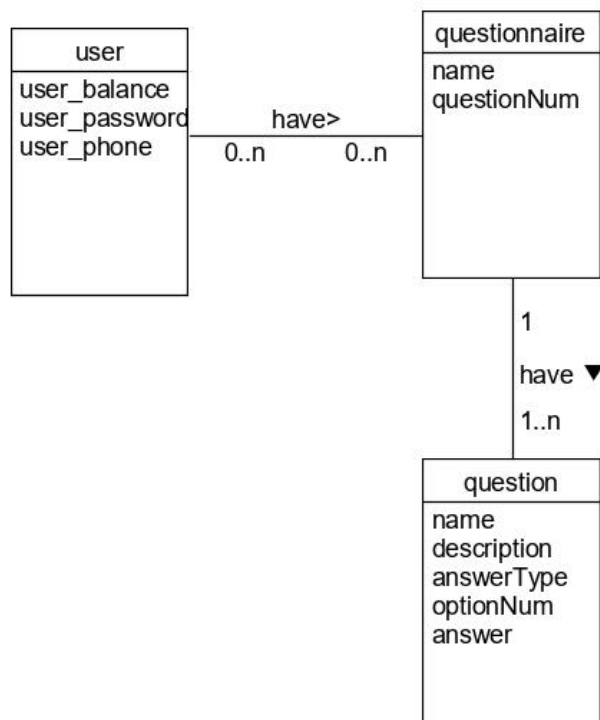 user
user_balance
user_password
user_phone
have>
0..n
0..n
questionnaire
name
questionNum
1
have ▼
1..n
question
name
description
answerType
optionNum
answer